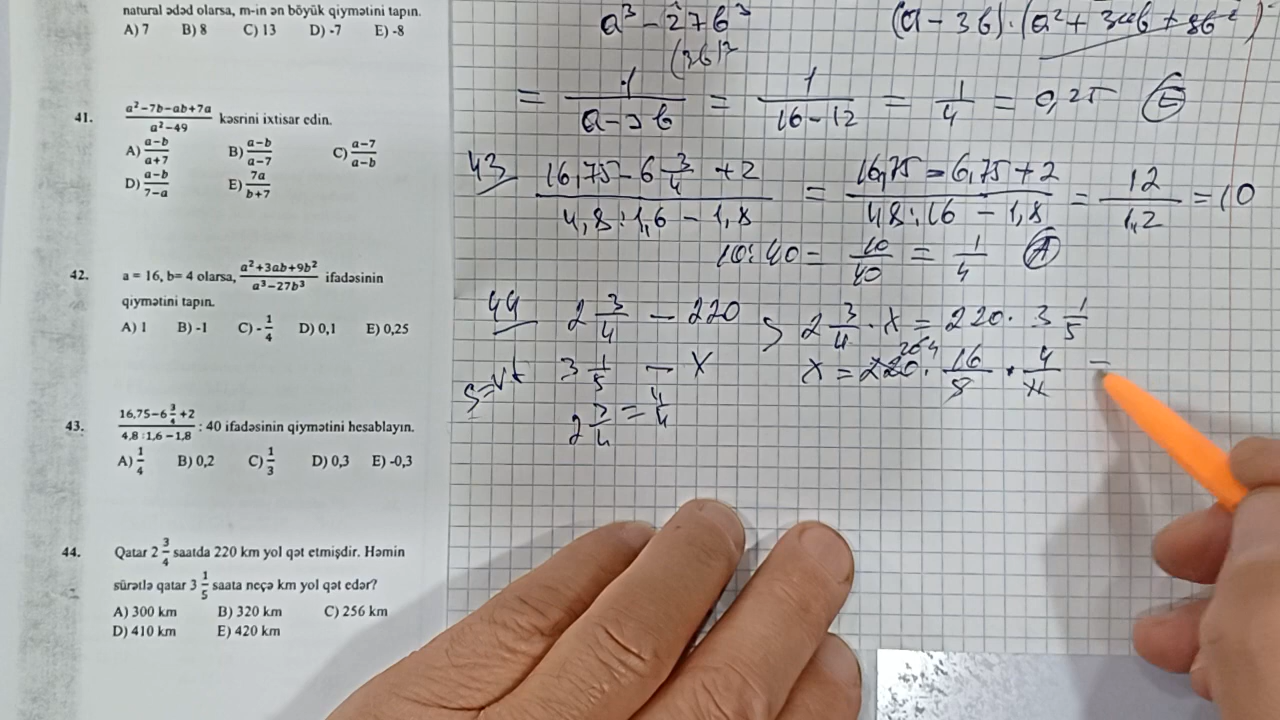 natural ədəd olarsa, m-in ən böyük qiymətini tapın.
A) 7 B) 8 C) 13 D) -7 E) -8
41. (a²−7b−ab+7a)/(a²−49) kəsrini ixtisar edin.
A) (a−b)/(a+7) B) (a−b)/(a−7) C) (a−7)/(a−b)
D) (a−b)/(7−a) E) 7a/(b+7)
42. a = 16, b= 4 olarsa, (a²+3ab+9b²)/(a³−27b³) ifadəsinin
qiymətini tapın.
A) 1 B) -1 C) -1/4 D) 0,1 E) 0,25
43. (16,75−6 3/4+2)/(4,8 :1,6 −1,8) : 40 ifadəsinin qiymətini hesablayın.
A) 1/4 B) 0,2 C) 1/3 D) 0,3 E) -0,3
44. Qatar 2 3/4 saatda 220 km yol qət etmişdir. Həmin
sürətlə qatar 3 1/5 saata neçə km yol qət edər?
A) 300 km B) 320 km C) 256 km
D) 410 km E) 420 km
a³ − 27b³
(3b)³
= 1/(a−3b) = 1/(16−12) = 1/4 = 0,25 E
43 (16,75−6 3/4 +2)/(4,8:1,6 − 1,8) = (16,75 − 6,75 + 2)/(48:16 − 1,8) = 12/1,2 = 10
10:40 = 10/40 = 1/4 A
44 2 3/4 — 220 2 3/4 · x = 220 · 3 1/5
S=vt 3 1/5 — x x = 220 · 16/5 · 4/11 =
2 3/4 = 11/4